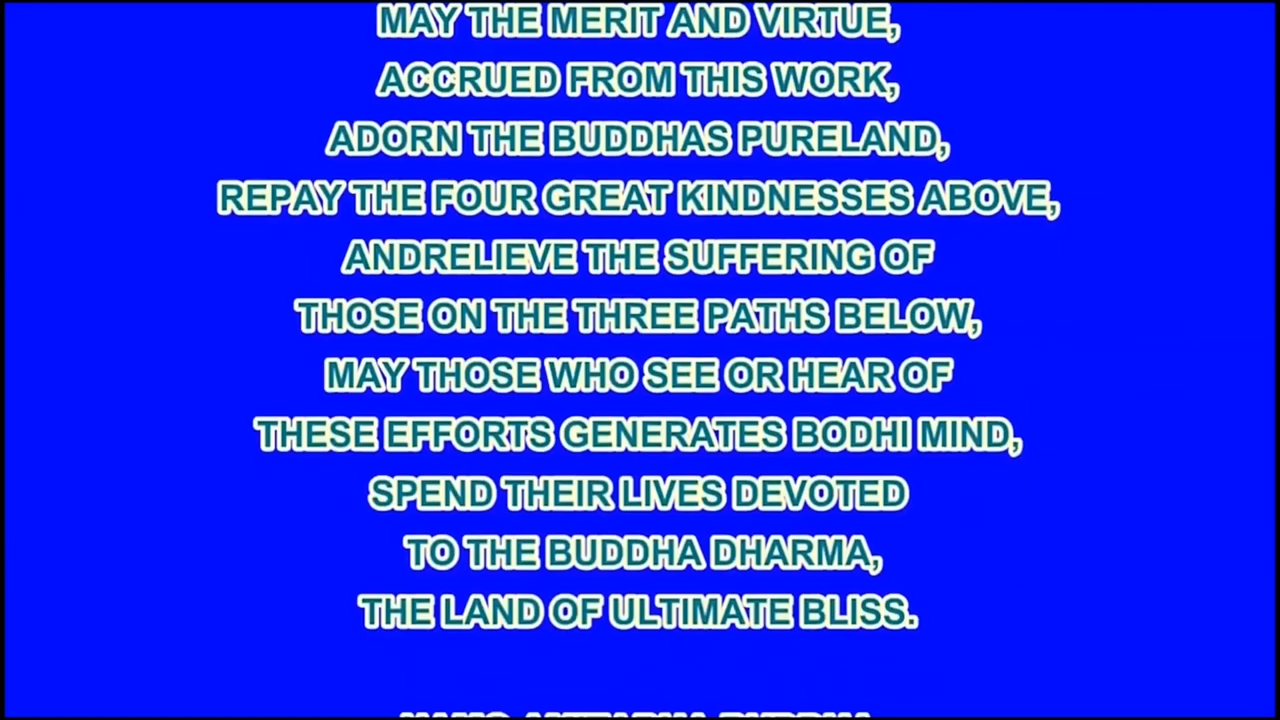 MAY THE MERIT AND VIRTUE,
ACCRUED FROM THIS WORK,
ADORN THE BUDDHAS PURELAND,
REPAY THE FOUR GREAT KINDNESSES ABOVE,
ANDRELIEVE THE SUFFERING OF
THOSE ON THE THREE PATHS BELOW,
MAY THOSE WHO SEE OR HEAR OF
THESE EFFORTS GENERATES BODHI MIND,
SPEND THEIR LIVES DEVOTED
TO THE BUDDHA DHARMA,
THE LAND OF ULTIMATE BLISS.